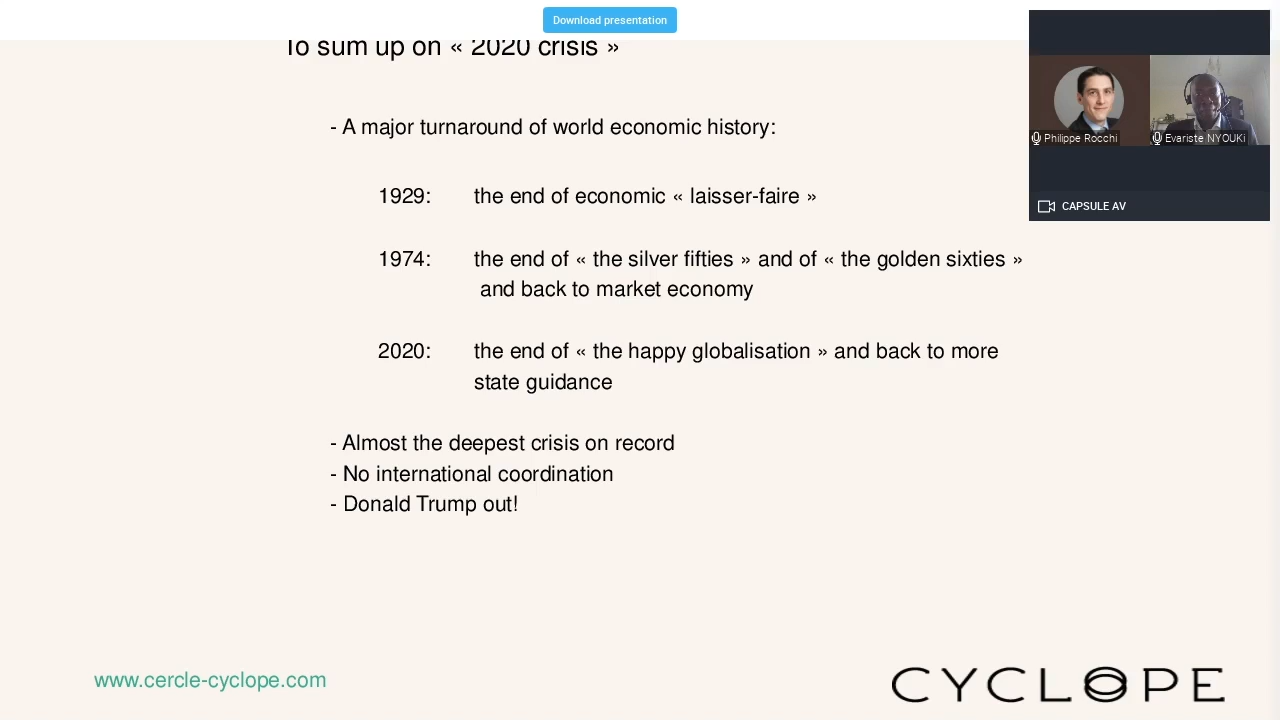 Download presentation
To sum up on « 2020 crisis »
- A major turnaround of world economic history:
1929: the end of economic « laisser-faire »
1974: the end of « the silver fifties » and of « the golden sixties »
and back to market economy
2020: the end of « the happy globalisation » and back to more
state guidance
- Almost the deepest crisis on record
- No international coordination
- Donald Trump out!
www.cercle-cyclope.com
CYCLOPE
Philippe Rocchi
Evariste NYOUKi
CAPSULE AV